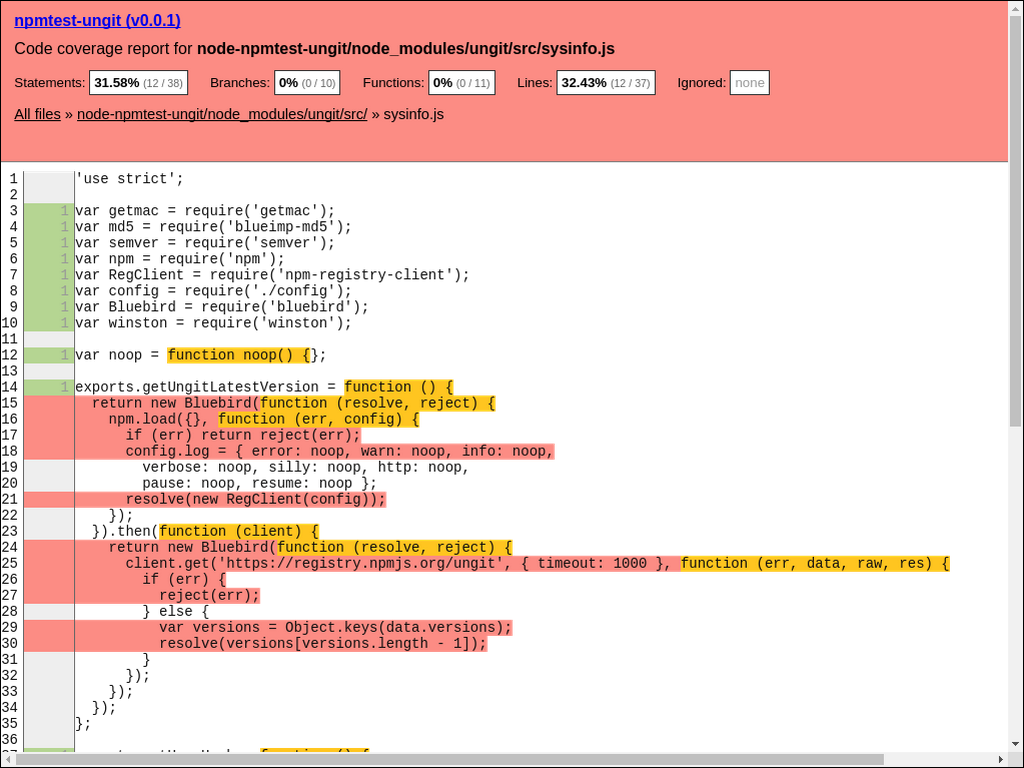 npmtest-ungit (v0.0.1)
Code coverage report for node-npmtest-ungit/node_modules/ungit/src/sysinfo.js
Statements: 31.58% (12 / 38) Branches: 0% (0 / 10) Functions: 0% (0 / 11) Lines: 32.43% (12 / 37) Ignored: none
All files » node-npmtest-ungit/node_modules/ungit/src/ » sysinfo.js
1 'use strict';
2
3 1 var getmac = require('getmac');
4 1 var md5 = require('blueimp-md5');
5 1 var semver = require('semver');
6 1 var npm = require('npm');
7 1 var RegClient = require('npm-registry-client');
8 1 var config = require('./config');
9 1 var Bluebird = require('bluebird');
10 1 var winston = require('winston');
11
12 1 var noop = function noop() {};
13
14 1 exports.getUngitLatestVersion = function () {
15 return new Bluebird(function (resolve, reject) {
16 npm.load({}, function (err, config) {
17 if (err) return reject(err);
18 config.log = { error: noop, warn: noop, info: noop,
19 verbose: noop, silly: noop, http: noop,
20 pause: noop, resume: noop };
21 resolve(new RegClient(config));
22 });
23 }).then(function (client) {
24 return new Bluebird(function (resolve, reject) {
25 client.get('https://registry.npmjs.org/ungit', { timeout: 1000 }, function (err, data, raw, res) {
26 if (err) {
27 reject(err);
28 } else {
29 var versions = Object.keys(data.versions);
30 resolve(versions[versions.length - 1]);
31 }
32 });
33 });
34 });
35 };
36